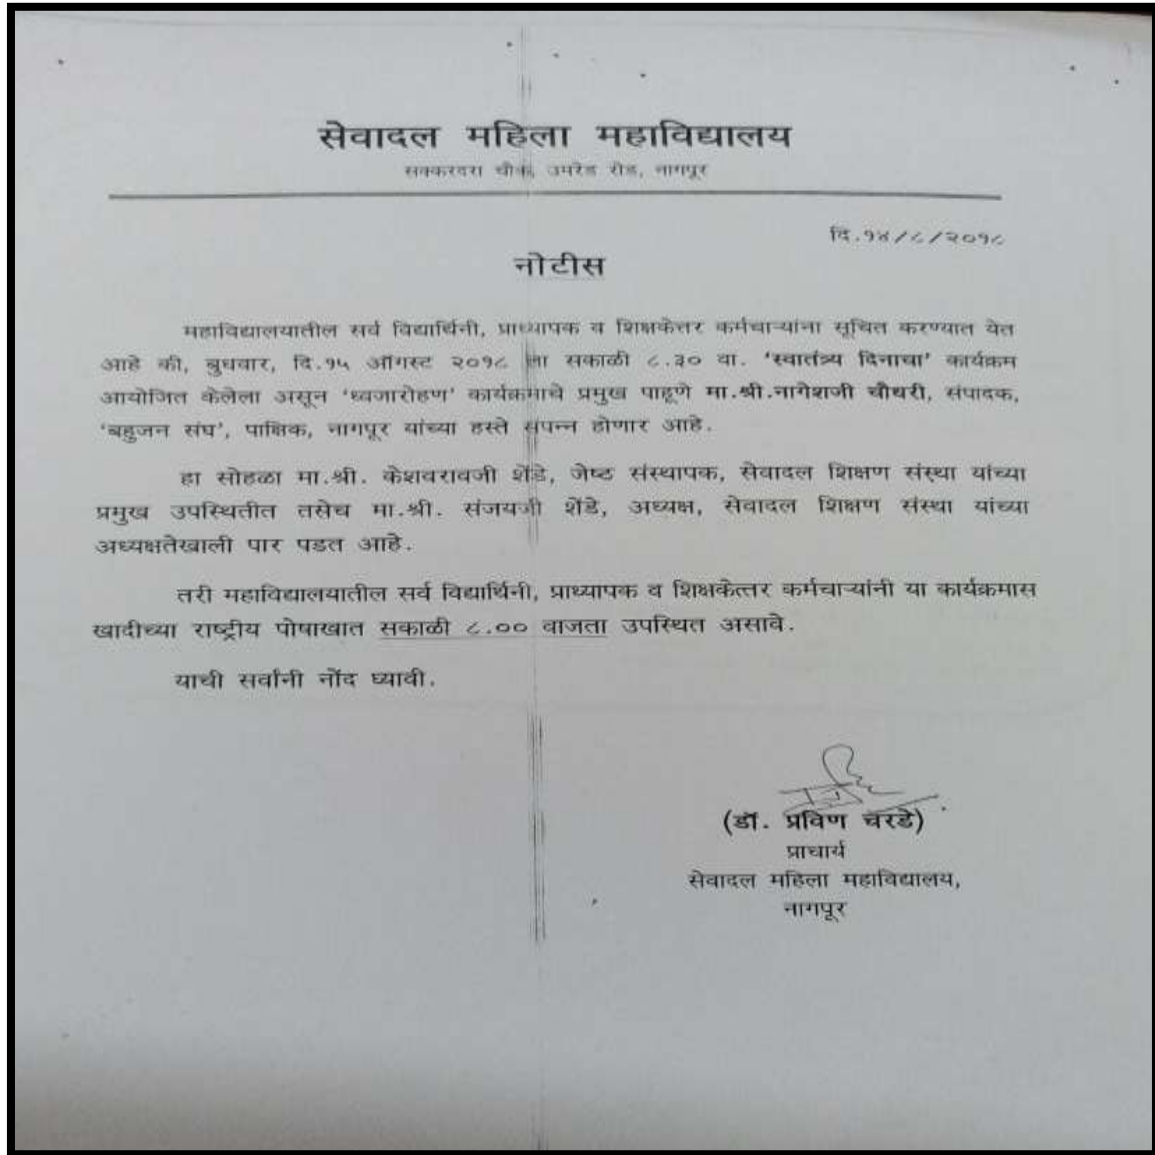 सेवादल महिला महाविद्यालय
सक्करदरा चौक, उमरेड रोड, नागपूर
दि.१४/८/२०१८
नोटीस
महाविद्यालयातील सर्व विद्यार्थिनी, प्राध्यापक व शिक्षकेत्तर कर्मचाऱ्यांना सूचित करण्यात येत
आहे की, बुधवार, दि.१५ ऑगस्ट २०१८ ला सकाळी ८.३० वा. 'स्वातंत्र्य दिनाचा' कार्यक्रम
आयोजित केलेला असून 'ध्वजारोहण' कार्यक्रमाचे प्रमुख पाहूणे मा.श्री.नागेशजी चौधरी, संपादक,
'बहुजन संघ', पाक्षिक, नागपूर यांच्या हस्ते संपन्न होणार आहे.
हा सोहळा मा.श्री. केशवरावजी शेंडे, जेष्ठ संस्थापक, सेवादल शिक्षण संस्था यांच्या
प्रमुख उपस्थितीत तसेच मा.श्री. संजयजी शेंडे, अध्यक्ष, सेवादल शिक्षण संस्था यांच्या
अध्यक्षतेखाली पार पडत आहे.
तरी महाविद्यालयातील सर्व विद्यार्थिनी, प्राध्यापक व शिक्षकेत्तर कर्मचाऱ्यांनी या कार्यक्रमास
खादीच्या राष्ट्रीय पोषाखात सकाळी ८.०० वाजता उपस्थित असावे.
याची सर्वांनी नोंद घ्यावी.
(डॉ. प्रविण चरडे)
प्राचार्य
सेवादल महिला महाविद्यालय,
नागपूर